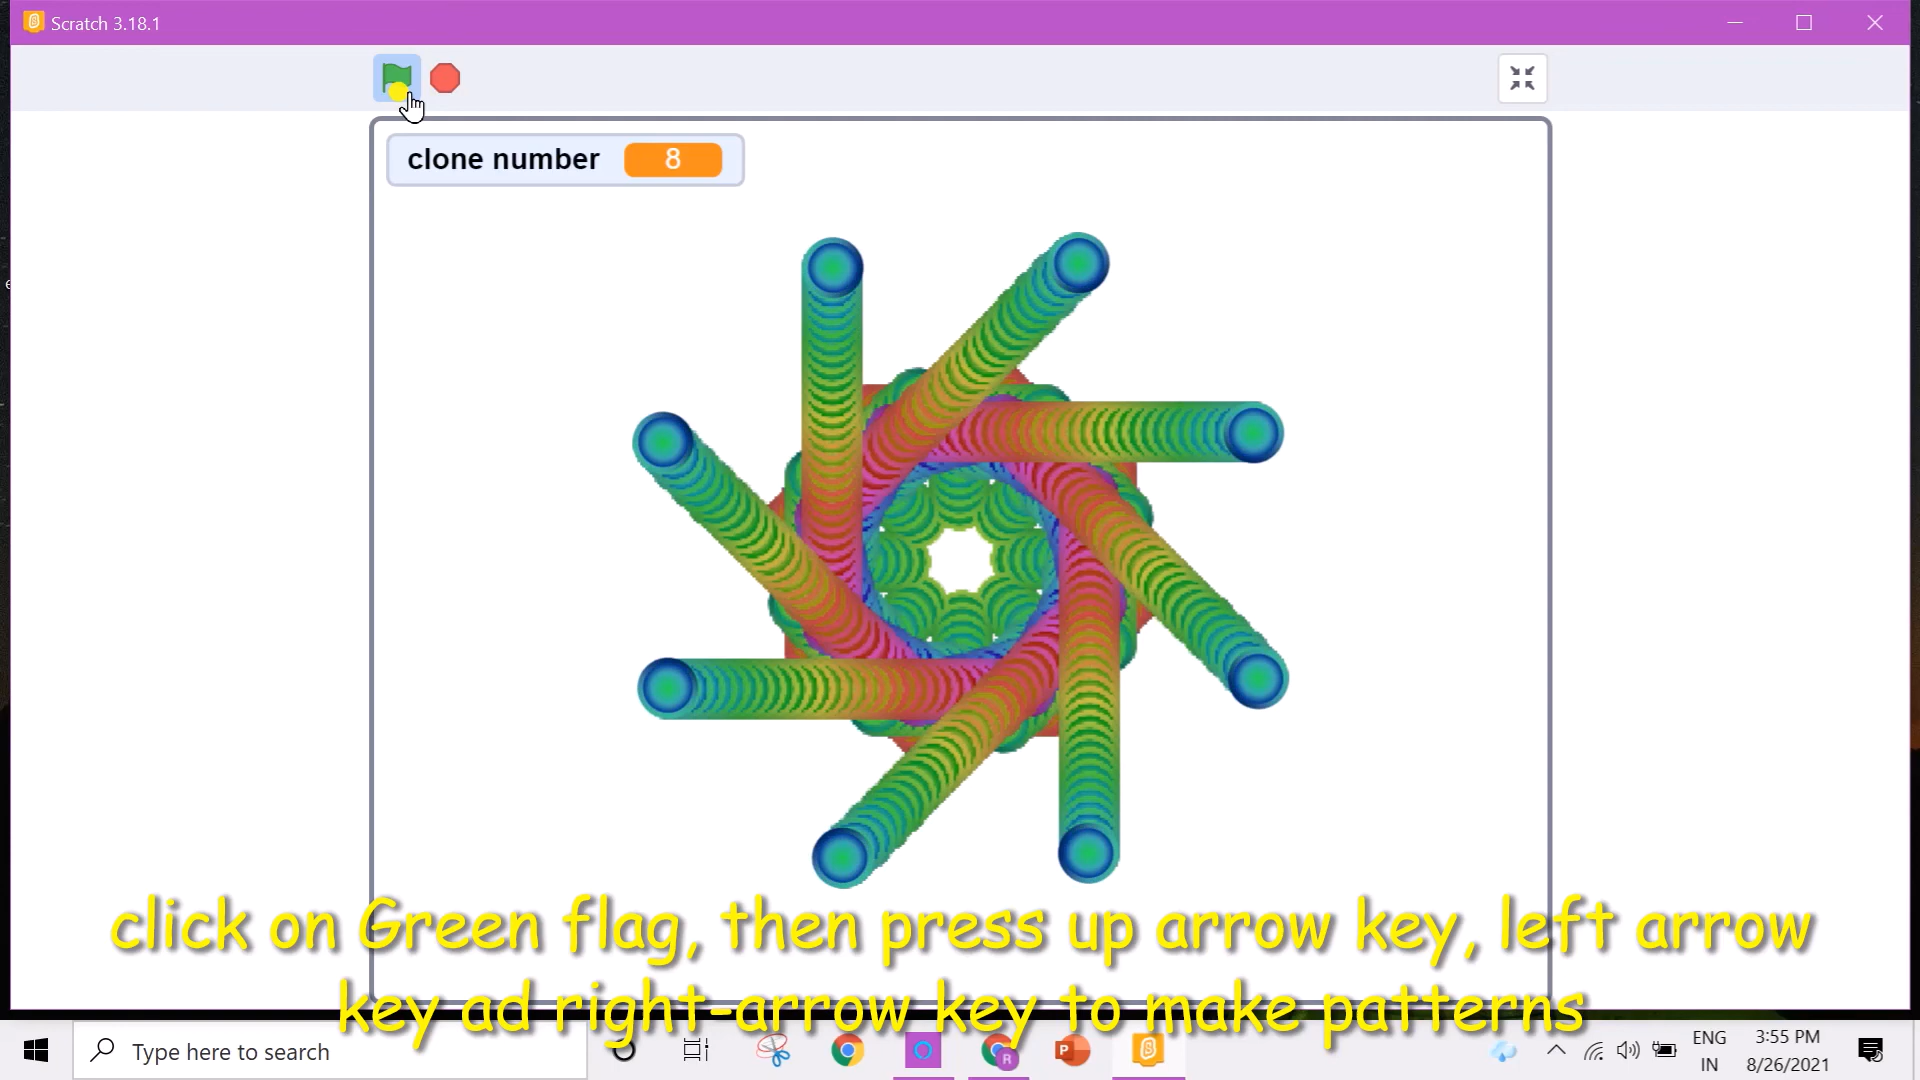 Scratch 3.18.1
clone number 8
click on Green flag, then press up arrow key, left arrow
key ad right-arrow key to make patterns
Type here to search
ENG
IN
3:55 PM
8/26/2021